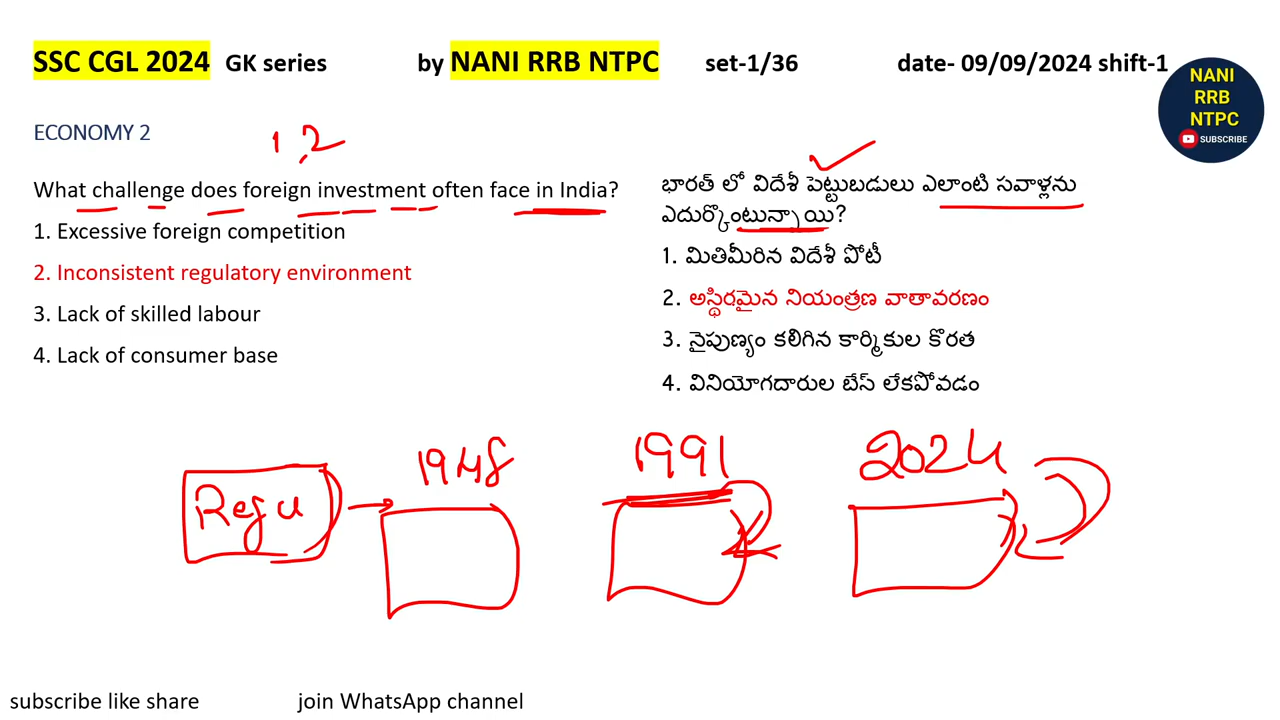 SSC CGL 2024 GK series by NANI RRB NTPC set-1/36 date- 09/09/2024 shift-1
NANI
RRB
NTPC
SUBSCRIBE
ECONOMY 2
1,2
What challenge does foreign investment often face in India?
1. Excessive foreign competition
2. Inconsistent regulatory environment
3. Lack of skilled labour
4. Lack of consumer base
భారత్ లో విదేశీ పెట్టుబడులు ఎలాంటి సవాళ్లను
ఎదుర్కొంటున్నాయి?
1. మితిమీరిన విదేశీ పోటీ
2. అస్థిరమైన నియంత్రణ వాతావరణం
3. నైపుణ్యం కలిగిన కార్మికుల కొరత
4. వినియోగదారుల బేస్ లేకపోవడం
1948 1991 2024
Regu
subscribe like share join WhatsApp channel